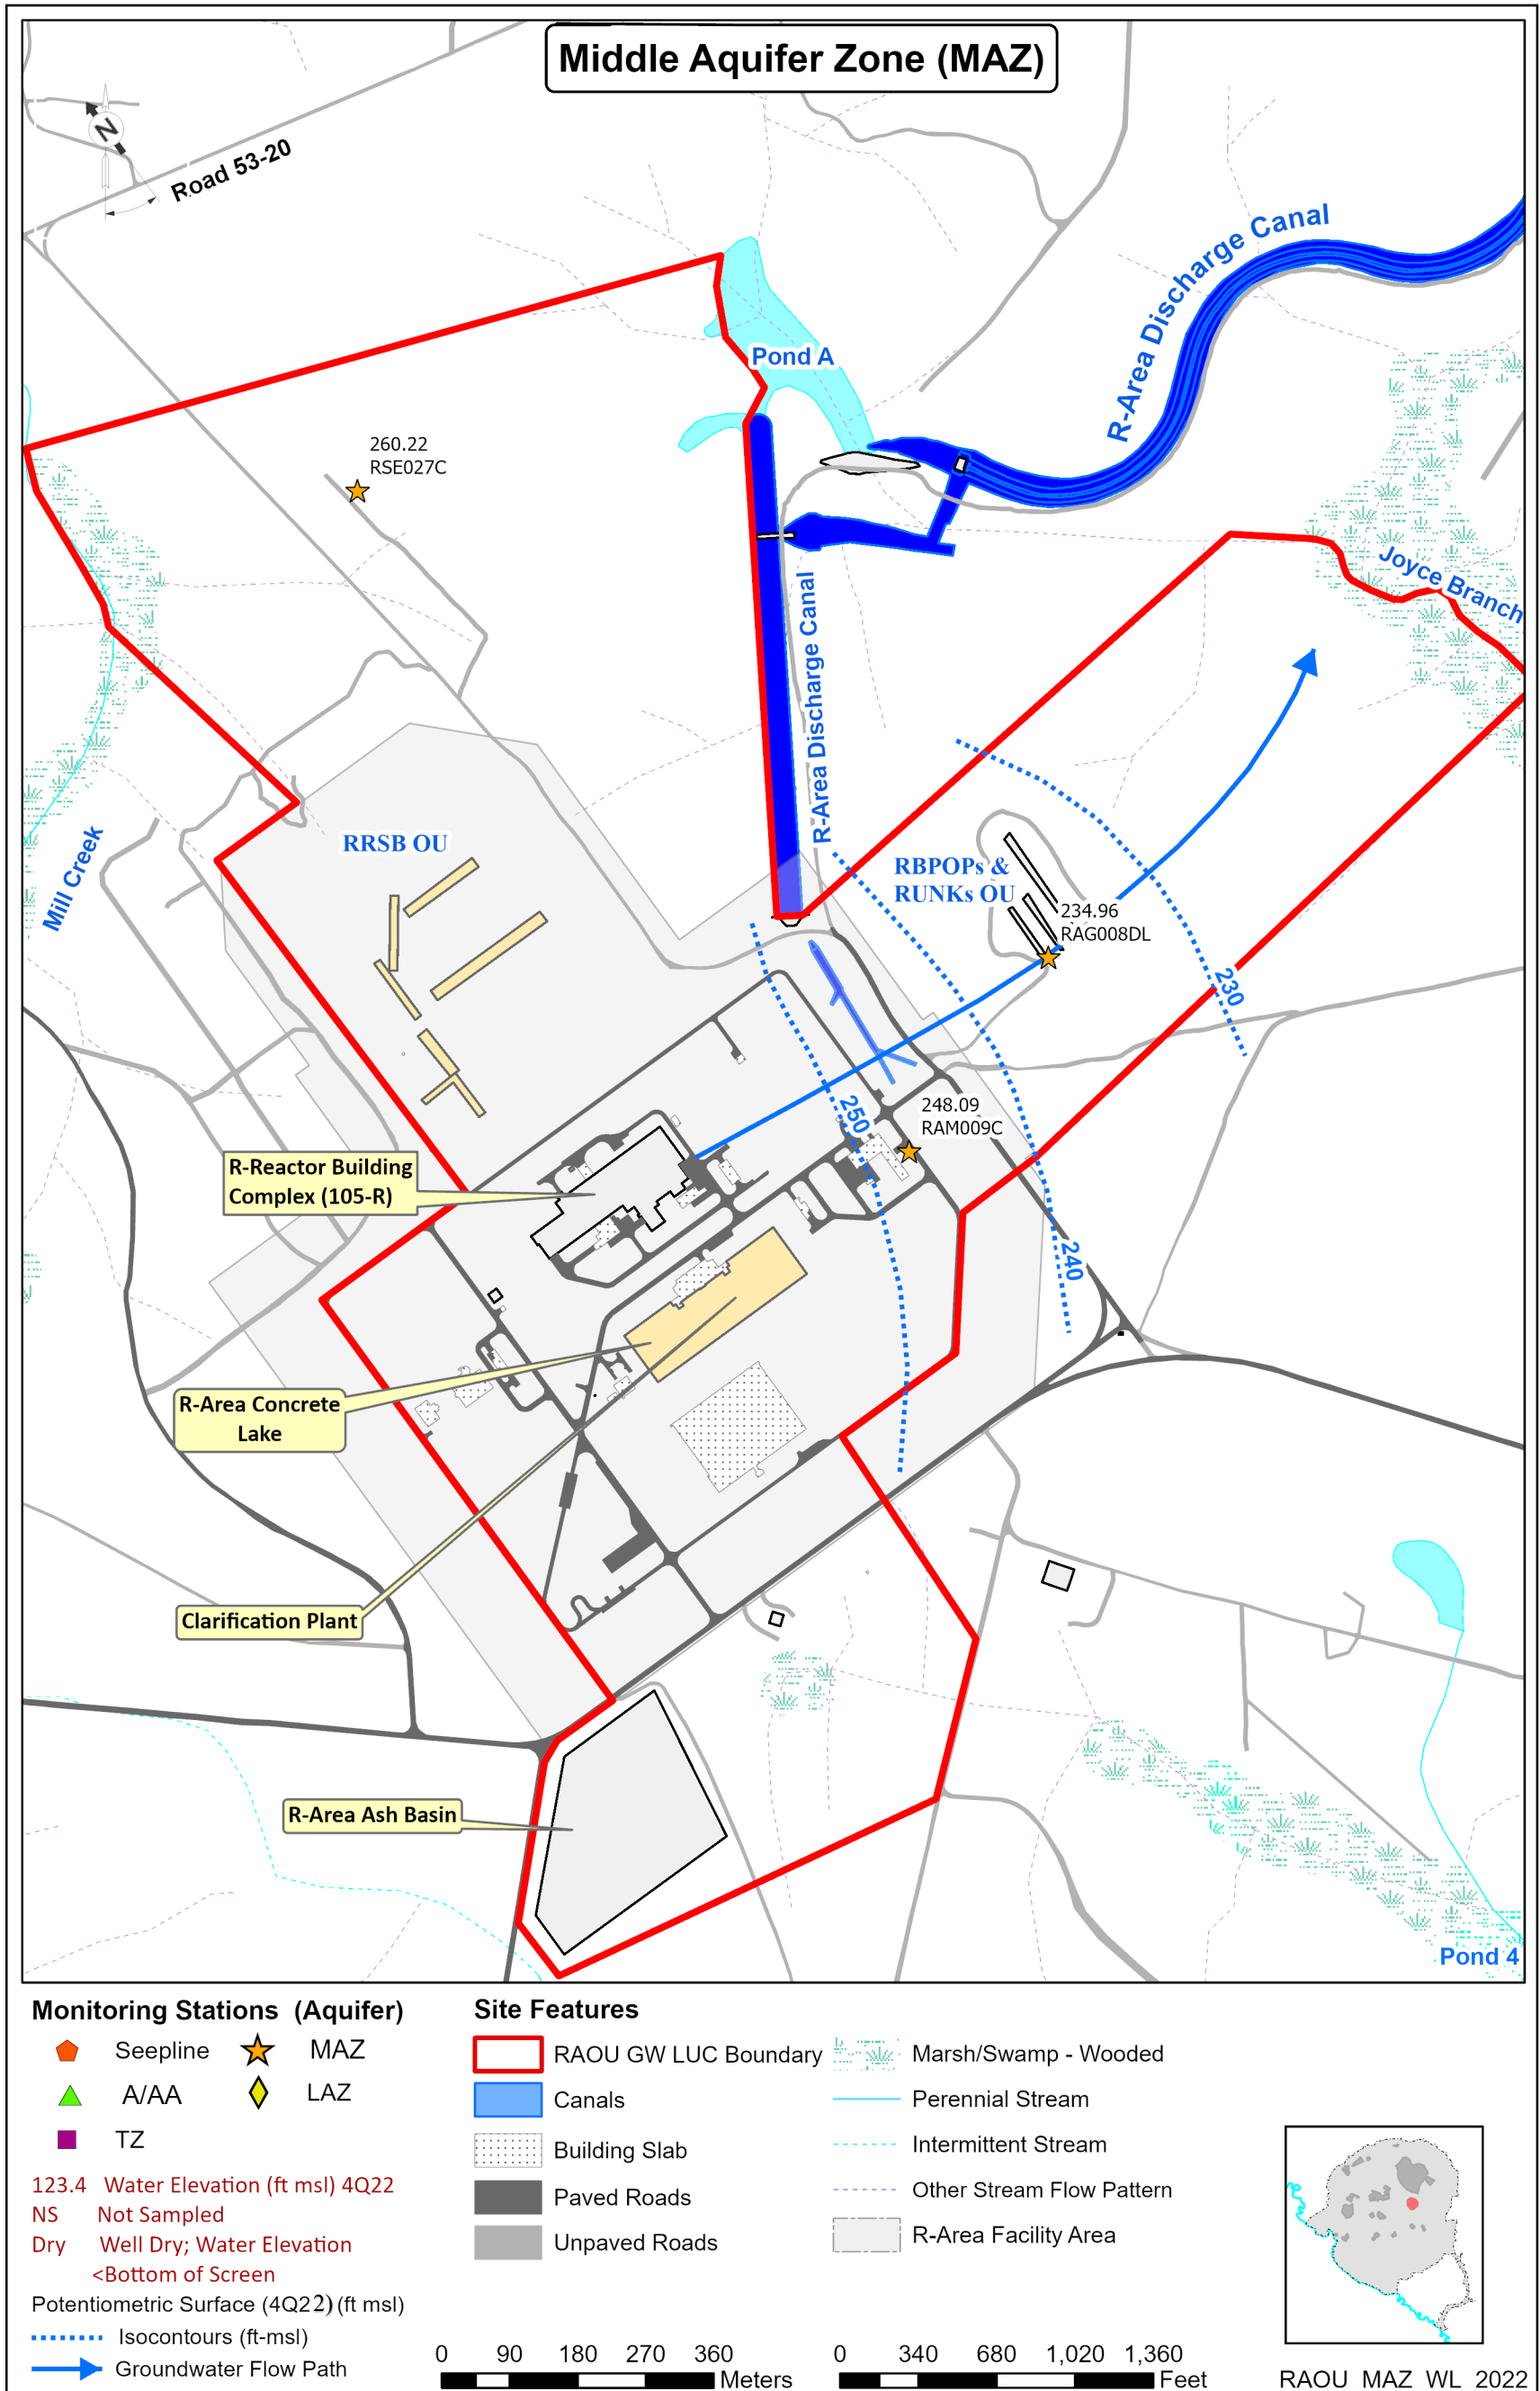 Middle Aquifer Zone (MAZ)
N
Road 53-20
R-Area Discharge Canal
Pond A
260.22
RSE027C
Joyce Branch
R-Area Discharge Canal
RRSB OU
Mill Creek
RBPOPs &
RUNKs OU
234.96
RAG008DL
230
250
248.09
RAM009C
R-Reactor Building
Complex (105-R)
240
R-Area Concrete
Lake
Clarification Plant
R-Area Ash Basin
Pond 4
Monitoring Stations (Aquifer)
Seepline
MAZ
A/AA
LAZ
TZ
123.4 Water Elevation (ft msl) 4Q22
NS Not Sampled
Dry Well Dry; Water Elevation
<Bottom of Screen
Potentiometric Surface (4Q22) (ft msl)
Isocontours (ft-msl)
Groundwater Flow Path
Site Features
RAOU GW LUC Boundary
Canals
Building Slab
Paved Roads
Unpaved Roads
Marsh/Swamp - Wooded
Perennial Stream
Intermittent Stream
Other Stream Flow Pattern
R-Area Facility Area
0 90 180 270 360
Meters
0 340 680 1,020 1,360
Feet
RAOU MAZ WL 2022